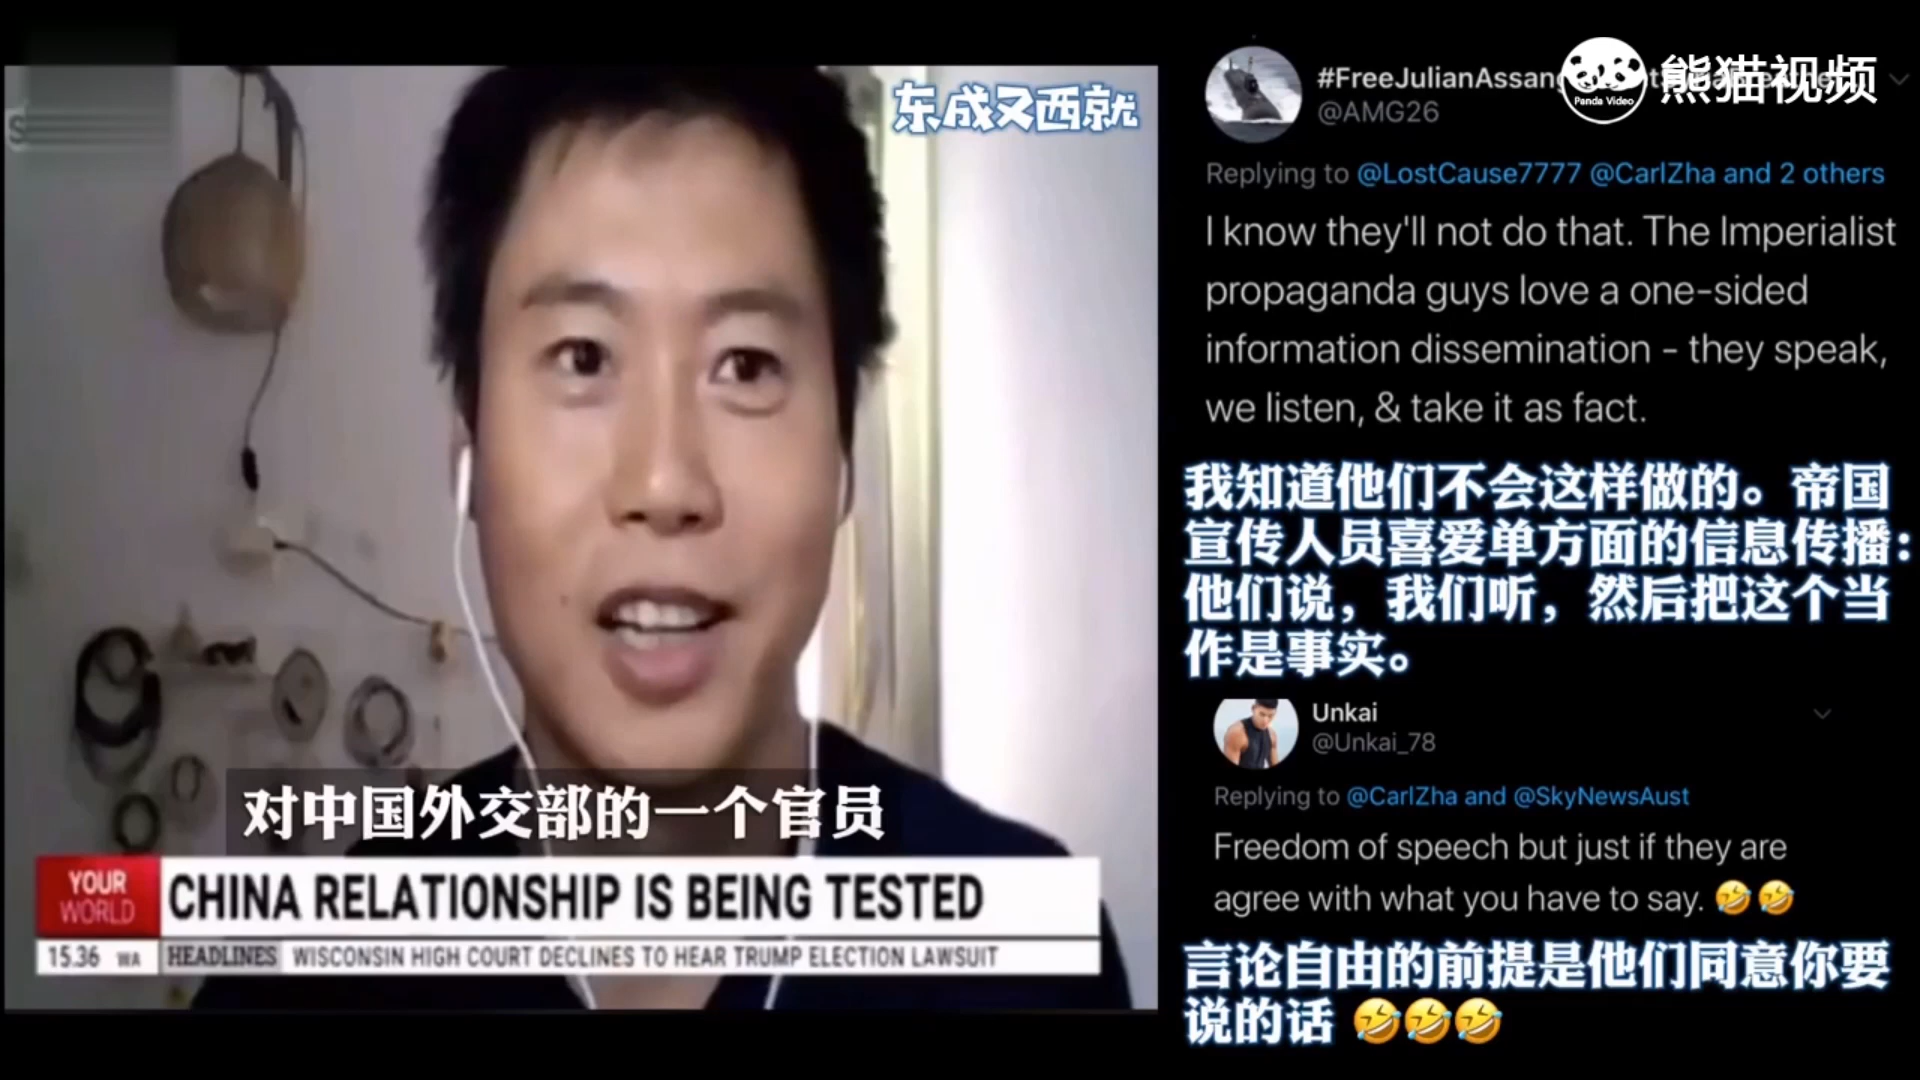 东成又西就
对中国外交部的一个官员
YOUR WORLD
CHINA RELATIONSHIP IS BEING TESTED
15.36 WA
HEADLINES WISCONSIN HIGH COURT DECLINES TO HEAR TRUMP ELECTION LAWSUIT
Panda Video
熊猫视频
#FreeJulianAssang
@AMG26
Replying to @LostCause7777 @CarlZha and 2 others
I know they'll not do that. The Imperialist
propaganda guys love a one-sided
information dissemination - they speak,
we listen, & take it as fact.
我知道他们不会这样做的。帝国
宣传人员喜爱单方面的信息传播:
他们说，我们听，然后把这个当
作是事实。
Unkai
@Unkai_78
Replying to @CarlZha and @SkyNewsAust
Freedom of speech but just if they are
agree with what you have to say. 🤣🤣
言论自由的前提是他们同意你要
说的话 🤣🤣🤣